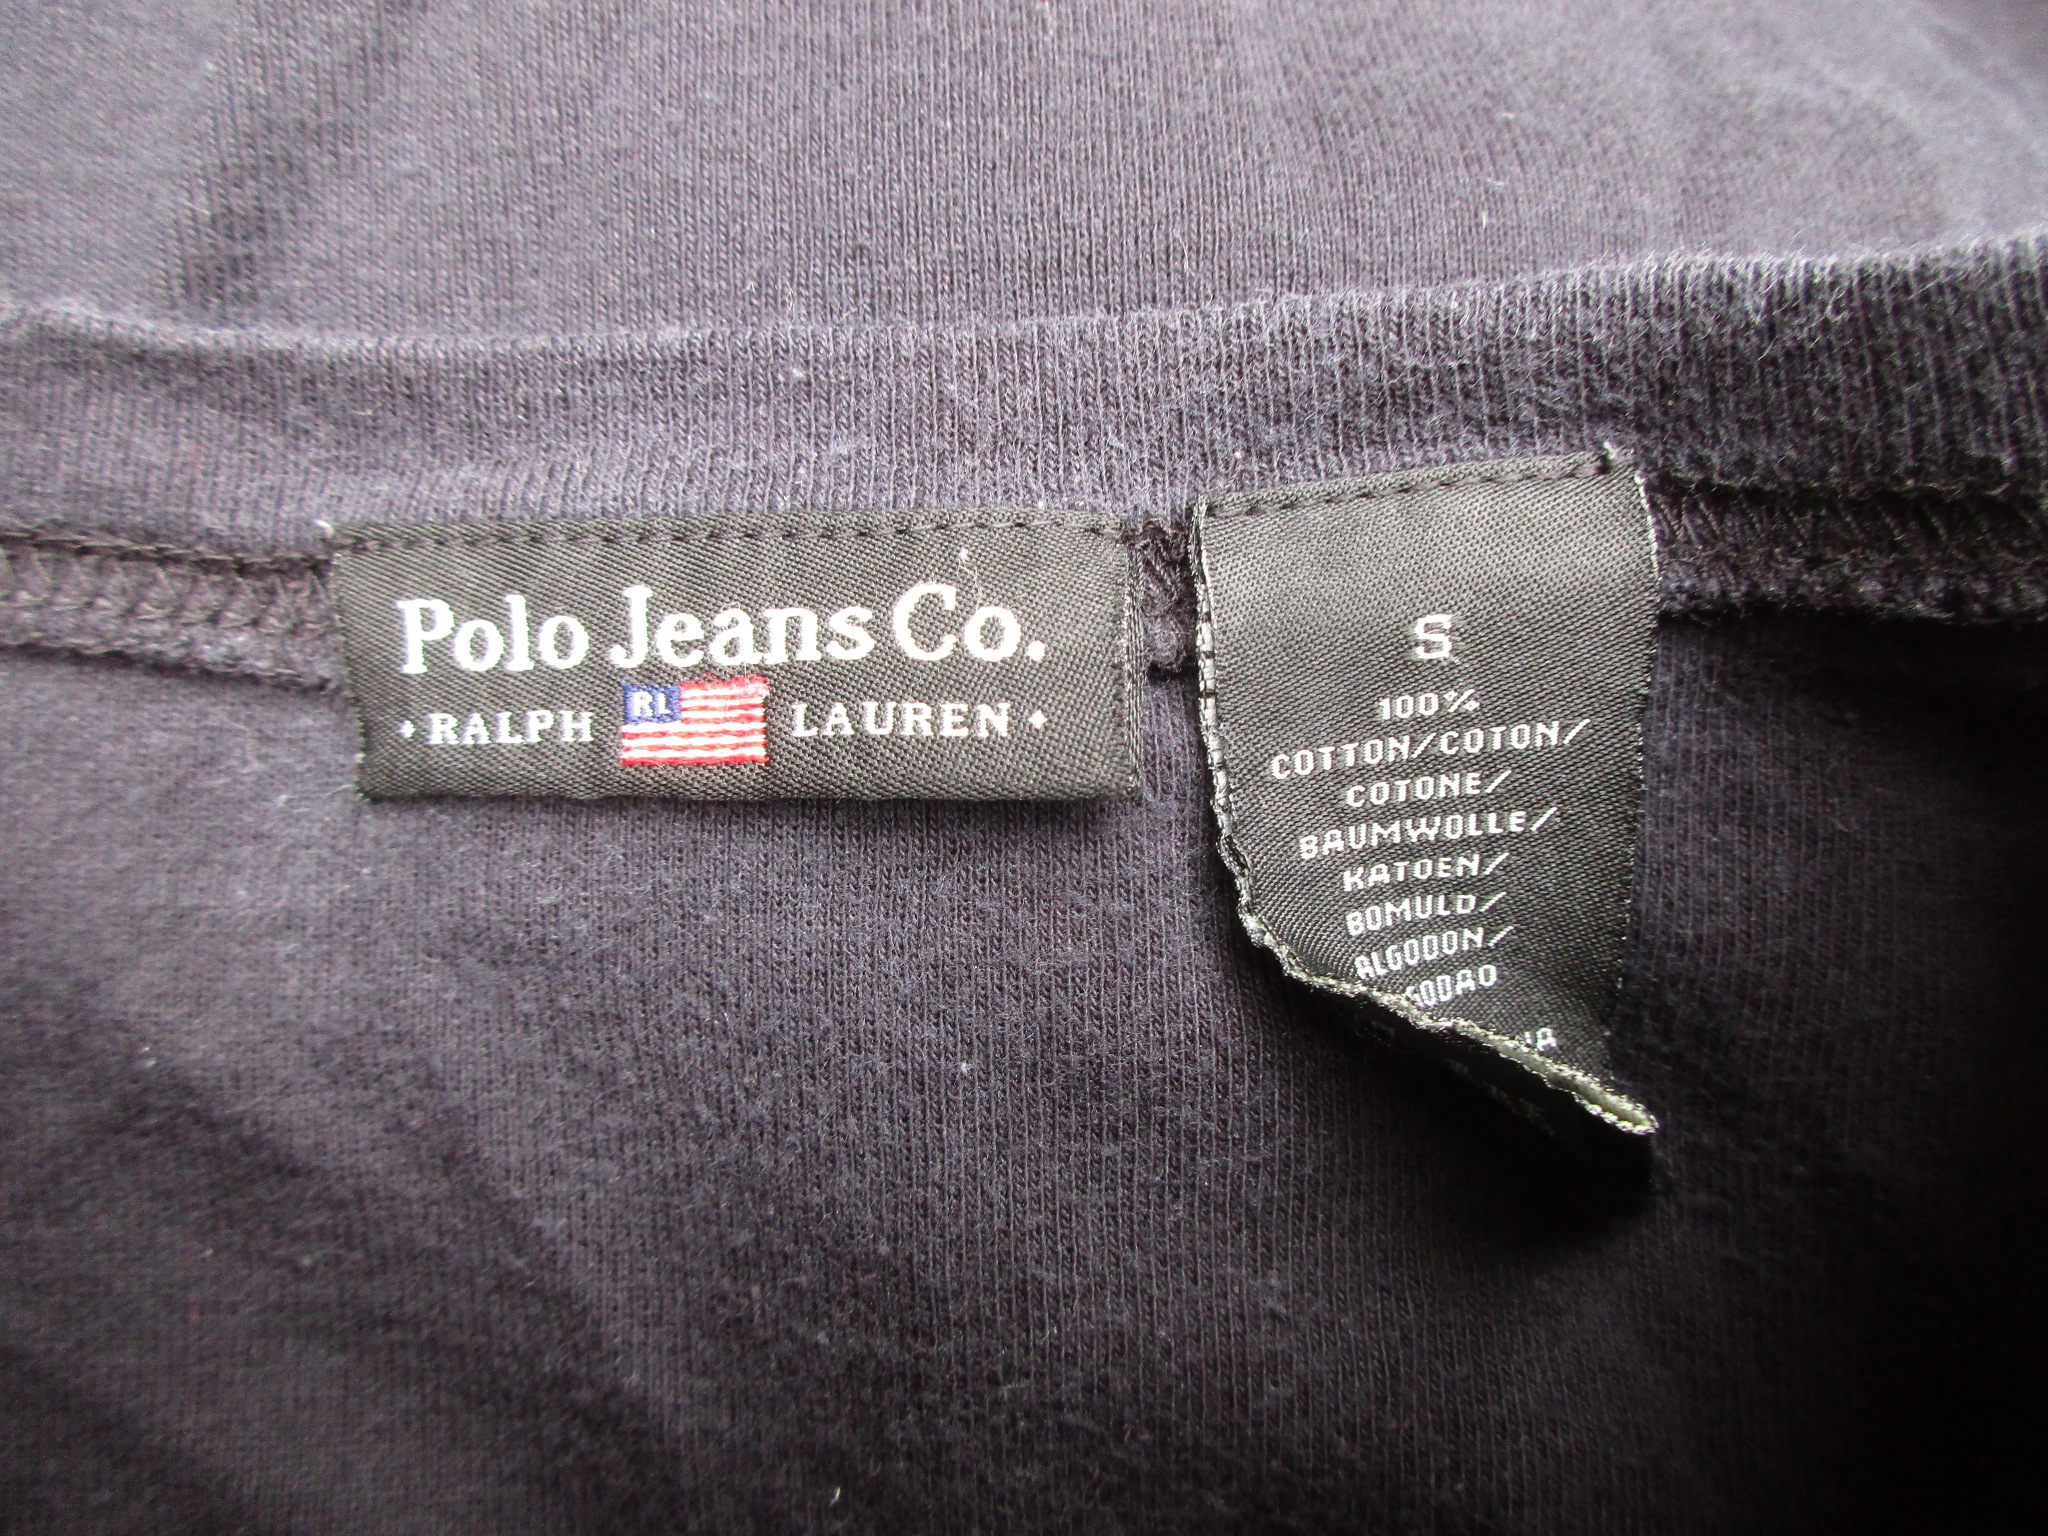 Polo Jeans Co.
RALPH RL LAUREN
S
100%
COTTON/COTON/
COTONE/
BAUMWOLLE/
KATOEN/
BOMULD/
ALGODON/